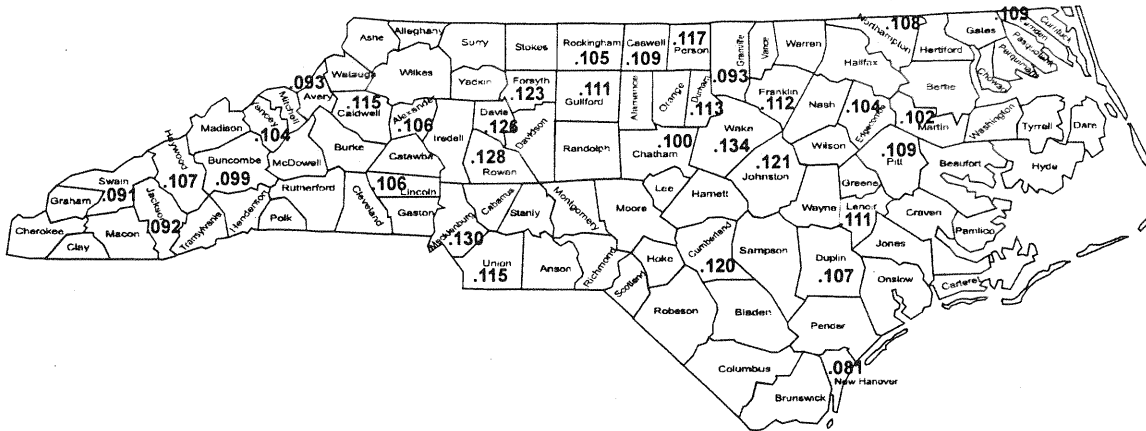 Ashe
Alleghany
Surry
Stokes
Rockingham
.105
Caswell
.109
.117
Person
Granville
.093
Vance
Warren
Northampton
.108
Gates
.109
Camden
Currituck
Pasquotank
Perquimans
Chowan
Hertford
Halifax
Bertie
Watauga
Wilkes
Yadkin
Forsyth
.123
.111
Guilford
Alamance
Orange
Durham
.113
Franklin
.112
Nash
.104
Edgecombe
.102
Martin
Washington
Tyrrell
Dare
.093
Avery
Mitchell
Yancey
.104
.115
Caldwell
Alexander
.106
Iredell
Davie
.126
Davidson
Randolph
Chatham
.100
Wake
.134
Wilson
.109
Pitt
Beaufort
Hyde
Madison
Haywood
.107
Buncombe
.099
McDowell
Burke
Catawba
.128
Rowan
.121
Johnston
Greene
Swain
.091
Graham
Jackson
.092
Cherokee
Clay
Macon
Transylvania
Henderson
Rutherford
Polk
Cleveland
.106
Lincoln
Gaston
Mecklenburg
.130
Cabarrus
Stanly
Montgomery
Moore
Lee
Harnett
Wayne
Lenoir
.111
Craven
Pamlico
Jones
Union
.115
Anson
Richmond
Scotland
Hoke
Cumberland
.120
Sampson
Duplin
.107
Onslow
Carteret
Robeson
Bladen
Pender
Columbus
Brunswick
.081
New Hanover